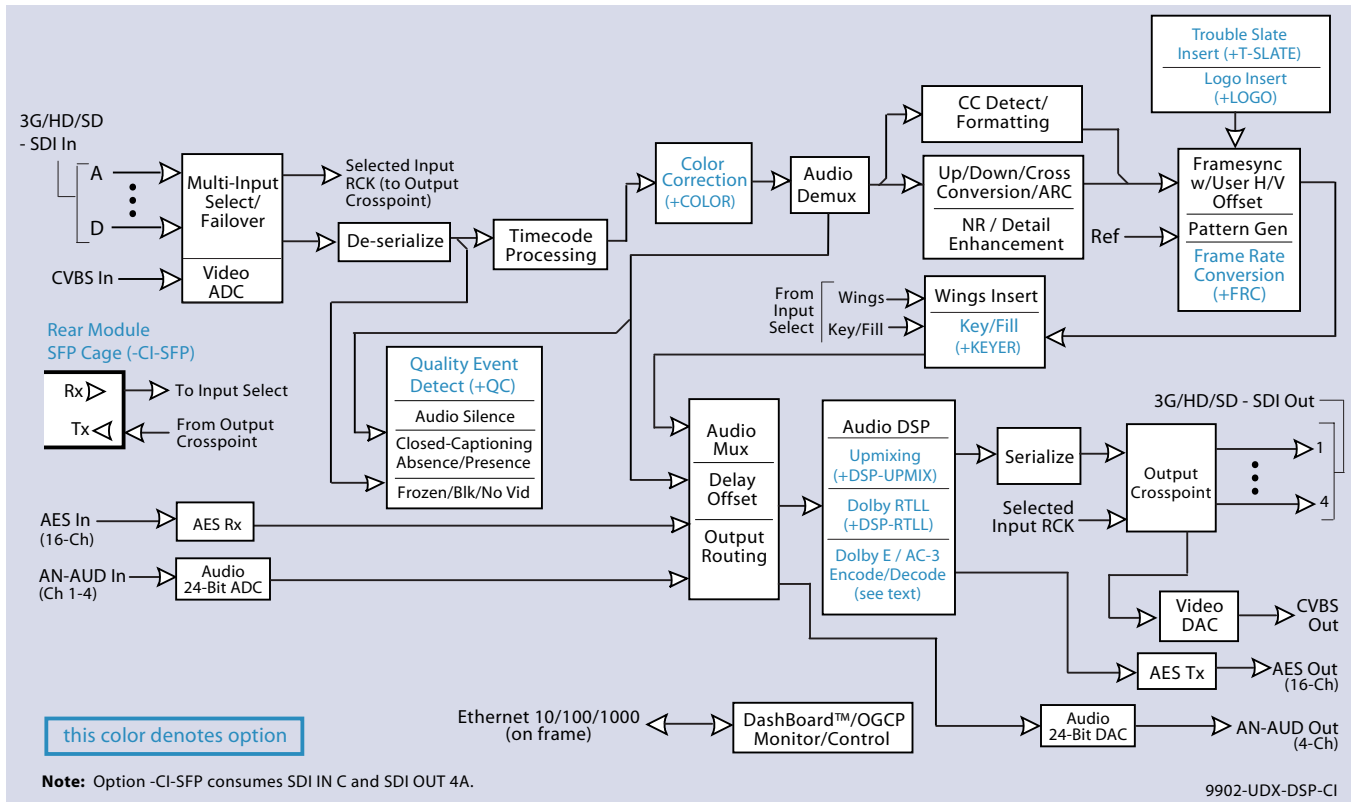 Trouble Slate
Insert (+T-SLATE)
Logo Insert
(+LOGO)
3G/HD/SD
- SDI In
A
D
CVBS In
Multi-Input
Select/
Failover
Video
ADC
Selected Input
RCK (to Output
Crosspoint)
De-serialize
Timecode
Processing
Color
Correction
(+COLOR)
Audio
Demux
CC Detect/
Formatting
Up/Down/Cross
Conversion/ARC
NR / Detail
Enhancement
Ref
Framesync
w/User H/V
Offset
Pattern Gen
Frame Rate
Conversion
(+FRC)
From
Input
Select
Wings
Key/Fill
Wings Insert
Key/Fill
(+KEYER)
Rear Module
SFP Cage (-CI-SFP)
Rx
Tx
To Input Select
From Output
Crosspoint
Quality Event
Detect (+QC)
Audio Silence
Closed-Captioning
Absence/Presence
Frozen/Blk/No Vid
AES In
(16-Ch)
AES Rx
AN-AUD In
(Ch 1-4)
Audio
24-Bit ADC
Audio
Mux
Delay
Offset
Output
Routing
Audio DSP
Upmixing
(+DSP-UPMIX)
Dolby RTLL
(+DSP-RTLL)
Dolby E / AC-3
Encode/Decode
(see text)
Serialize
Selected
Input RCK
Output
Crosspoint
3G/HD/SD - SDI Out
1
4
Video
DAC
CVBS
Out
AES Tx
AES Out
(16-Ch)
Audio
24-Bit DAC
AN-AUD Out
(4-Ch)
Ethernet 10/100/1000
(on frame)
DashBoard™/OGCP
Monitor/Control
this color denotes option
Note: Option -CI-SFP consumes SDI IN C and SDI OUT 4A.
9902-UDX-DSP-CI